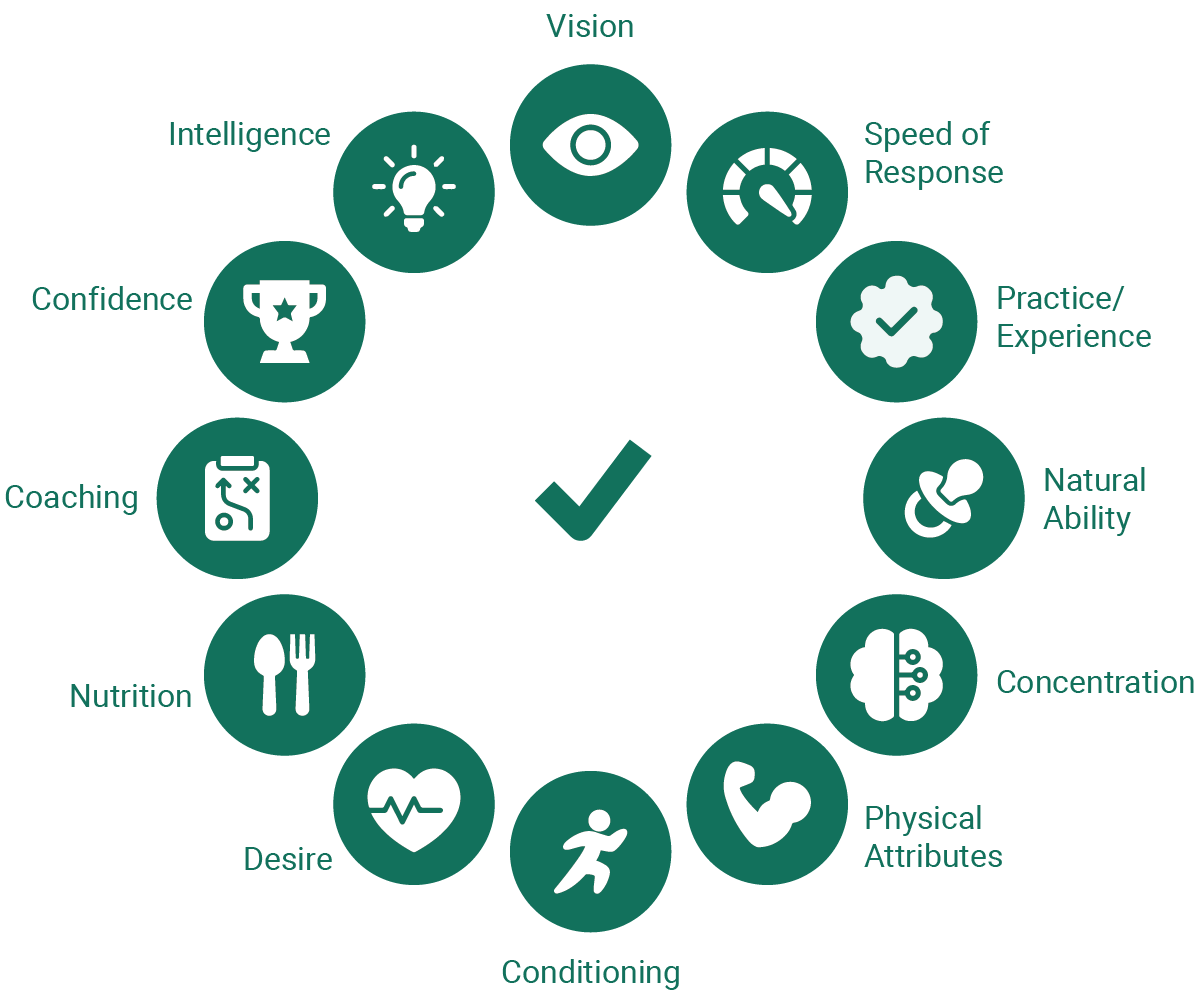 Vision
Speed of
Response
Practice/
Experience
Natural
Ability
Concentration
Physical
Attributes
Conditioning
Desire
Nutrition
Coaching
Confidence
Intelligence